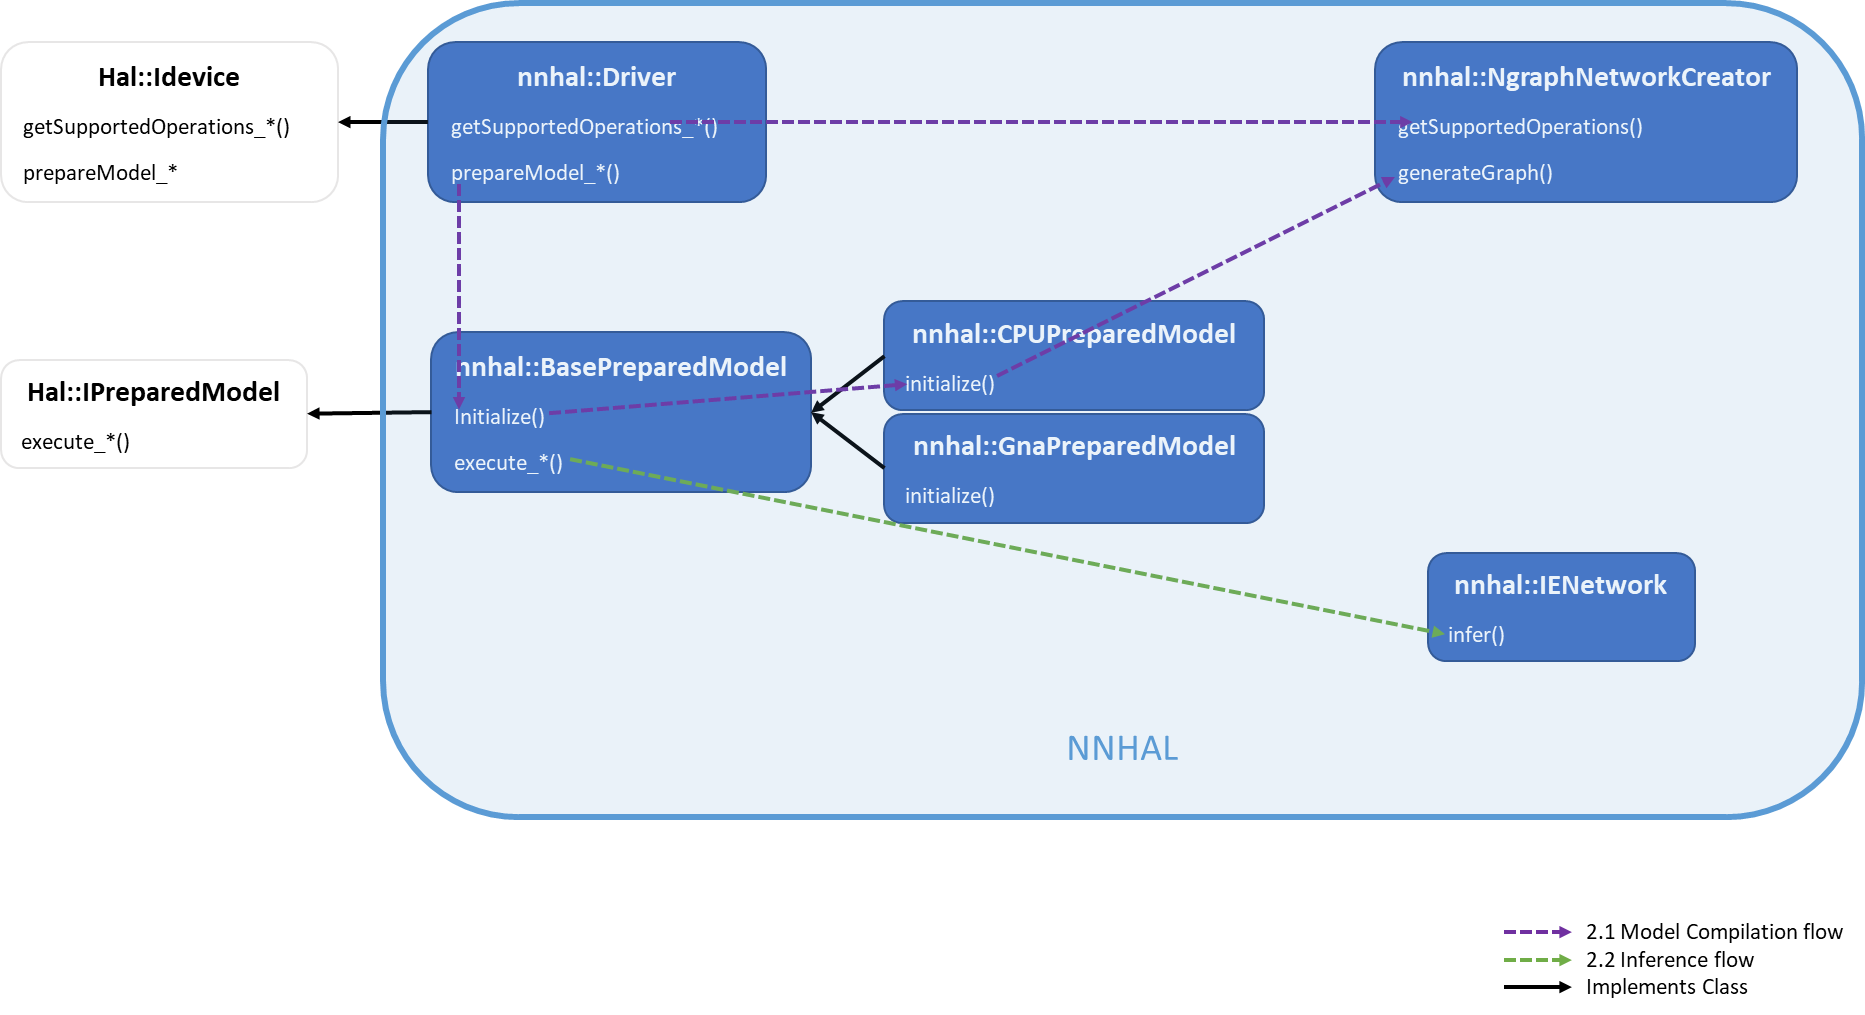 Hal::Idevice
getSupportedOperations_*()
prepareModel_*
nnhal::Driver
getSupportedOperations_*()
prepareModel_*()
nnhal::NgraphNetworkCreator
getSupportedOperations()
generateGraph()
Hal::IPreparedModel
execute_*()
nnhal::BasePreparedModel
Initialize()
execute_*()
nnhal::CPUPreparedModel
initialize()
nnhal::GnaPreparedModel
initialize()
nnhal::IENetwork
infer()
NNHAL
2.1 Model Compilation flow
2.2 Inference flow
Implements Class